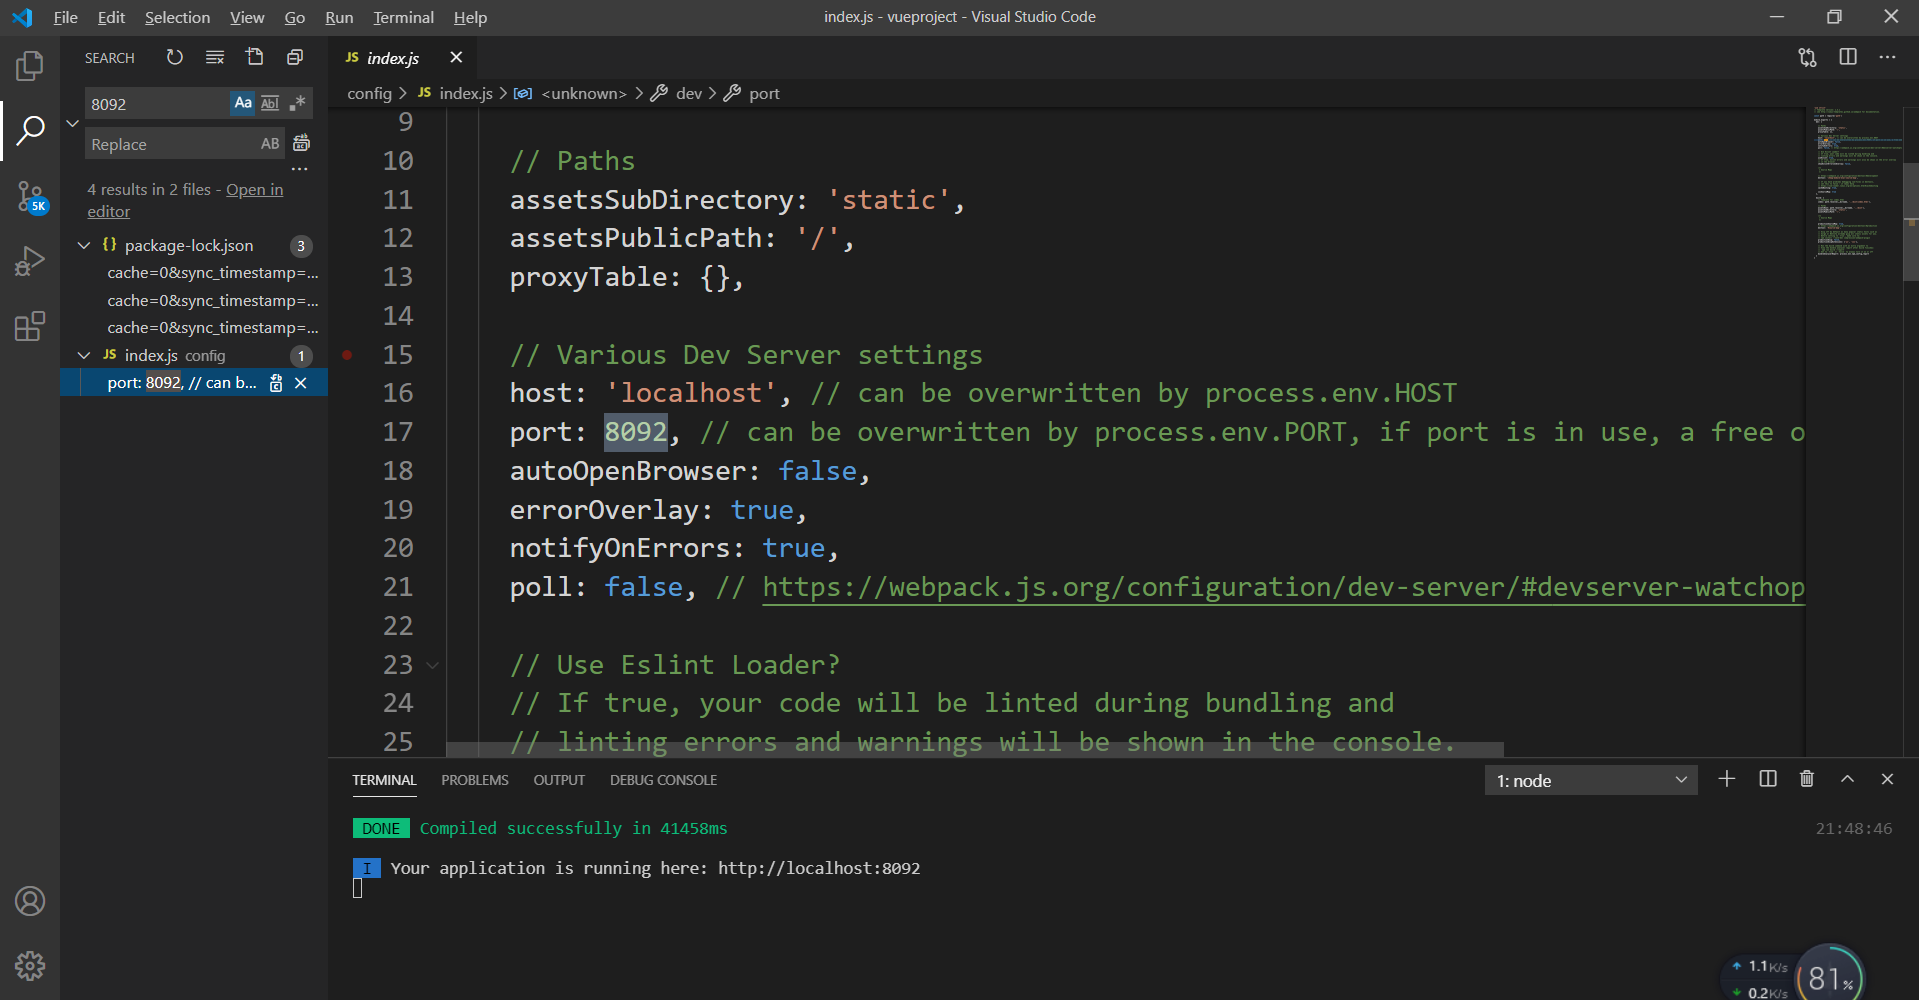 File Edit Selection View Go Run Terminal Help
index.js - vueproject - Visual Studio Code
SEARCH
8092
Aa Abl .*
Replace
AB
4 results in 2 files - Open in
editor
5K
{} package-lock.json 3
cache=0&sync_timestamp=...
cache=0&sync_timestamp=...
cache=0&sync_timestamp=...
JS index.js config 1
port: 8092, // can b...
JS index.js
config > JS index.js > <unknown> > dev > port
9
10 // Paths
11 assetsSubDirectory: 'static',
12 assetsPublicPath: '/',
13 proxyTable: {},
14
15 // Various Dev Server settings
16 host: 'localhost', // can be overwritten by process.env.HOST
17 port: 8092, // can be overwritten by process.env.PORT, if port is in use, a free o
18 autoOpenBrowser: false,
19 errorOverlay: true,
20 notifyOnErrors: true,
21 poll: false, // https://webpack.js.org/configuration/dev-server/#devserver-watchop
22
23 // Use Eslint Loader?
24 // If true, your code will be linted during bundling and
25 // linting errors and warnings will be shown in the console.
TERMINAL PROBLEMS OUTPUT DEBUG CONSOLE
1: node
DONE Compiled successfully in 41458ms
21:48:46
I Your application is running here: http://localhost:8092
1.1K/s
0.2K/s
81%